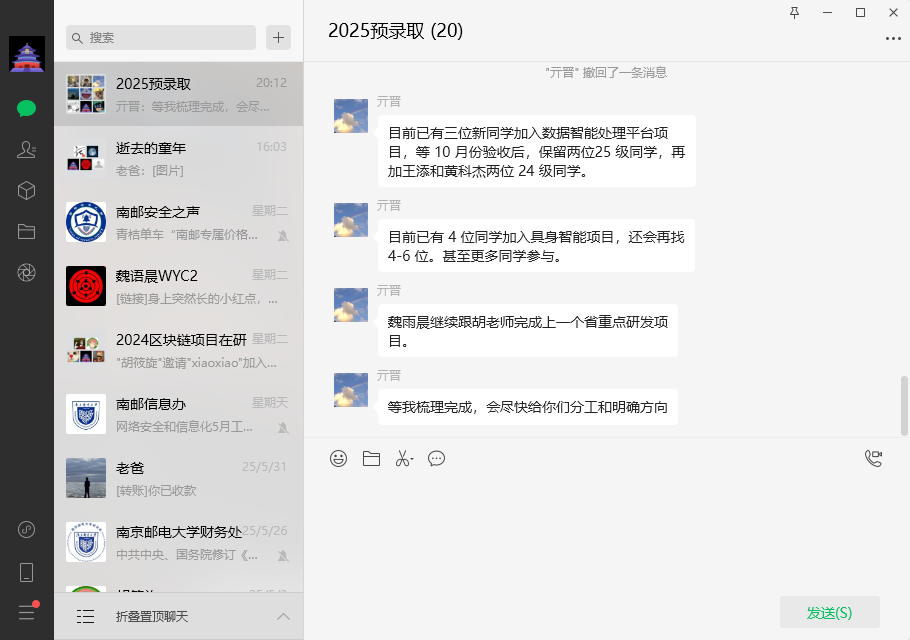 搜索
2025预录取 20:12
亓晋：等我梳理完成，会尽...
逝去的童年 16:03
老爸：[图片]
南邮安全之声 星期二
青桔单车“南邮专属价格...
魏语晨WYC2 星期二
[链接]身上突然长的小红点，...
2024区块链项目在研 星期二
"胡筱旋"邀请"xiaoxiao"加入...
南邮信息办 星期天
网络安全和信息化5月工...
老爸 25/5/31
[转账]你已收款
南京邮电大学财务处 25/5/26
中共中央、国务院修订《...
折叠置顶聊天
2025预录取 (20)
"亓晋" 撤回了一条消息
亓晋
目前已有三位新同学加入数据智能处理平台项
目，等 10 月份验收后，保留两位25 级同学，再
加王添和黄科杰两位 24 级同学。
亓晋
目前已有 4 位同学加入具身智能项目，还会再找
4-6 位。甚至更多同学参与。
亓晋
魏雨晨继续跟胡老师完成上一个省重点研发项
目。
亓晋
等我梳理完成，会尽快给你们分工和明确方向
发送(S)